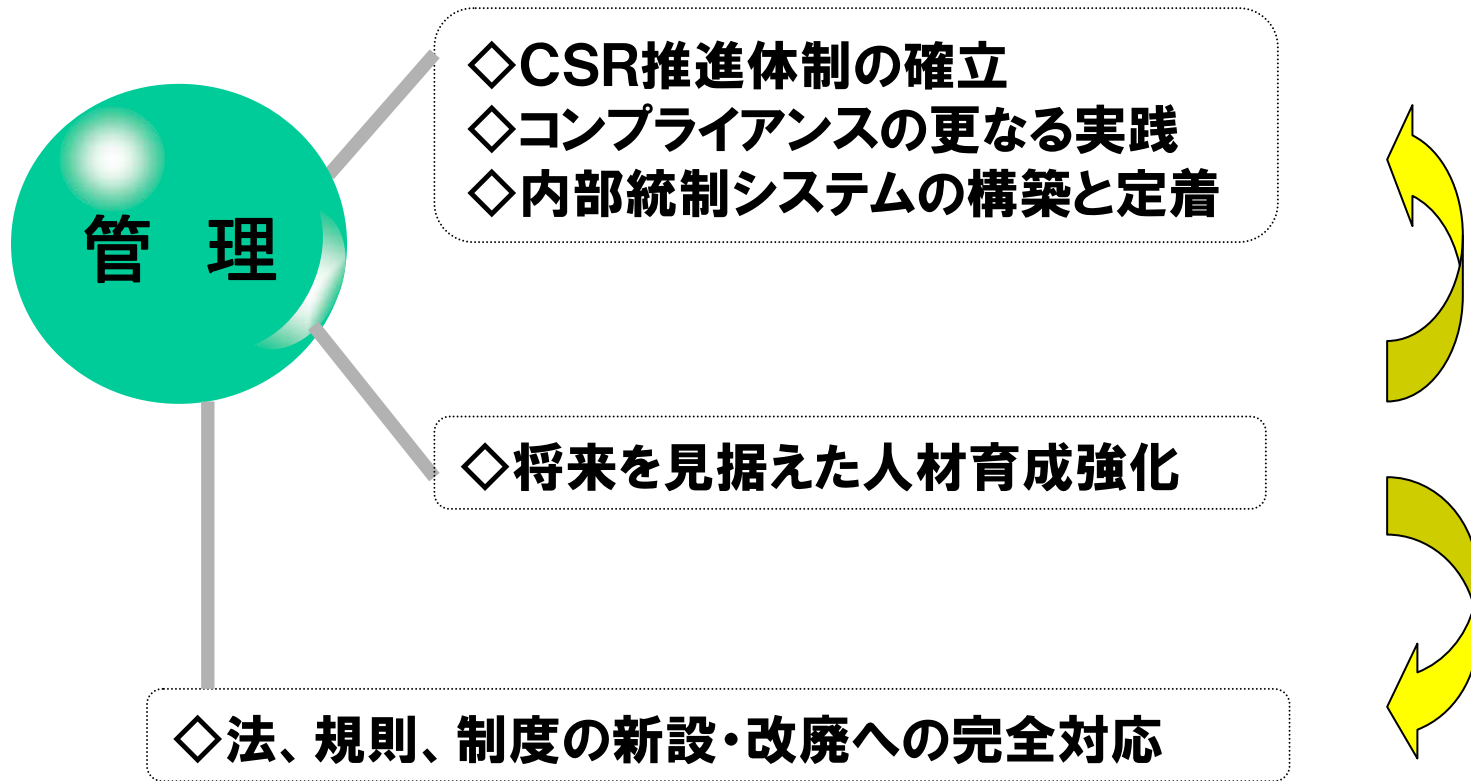 ◇CSR推進体制の確立
◇コンプライアンスの更なる実践
◇内部統制システムの構築と定着
管　理
◇将来を見据えた人材育成強化
◇法、規則、制度の新設・改廃への完全対応